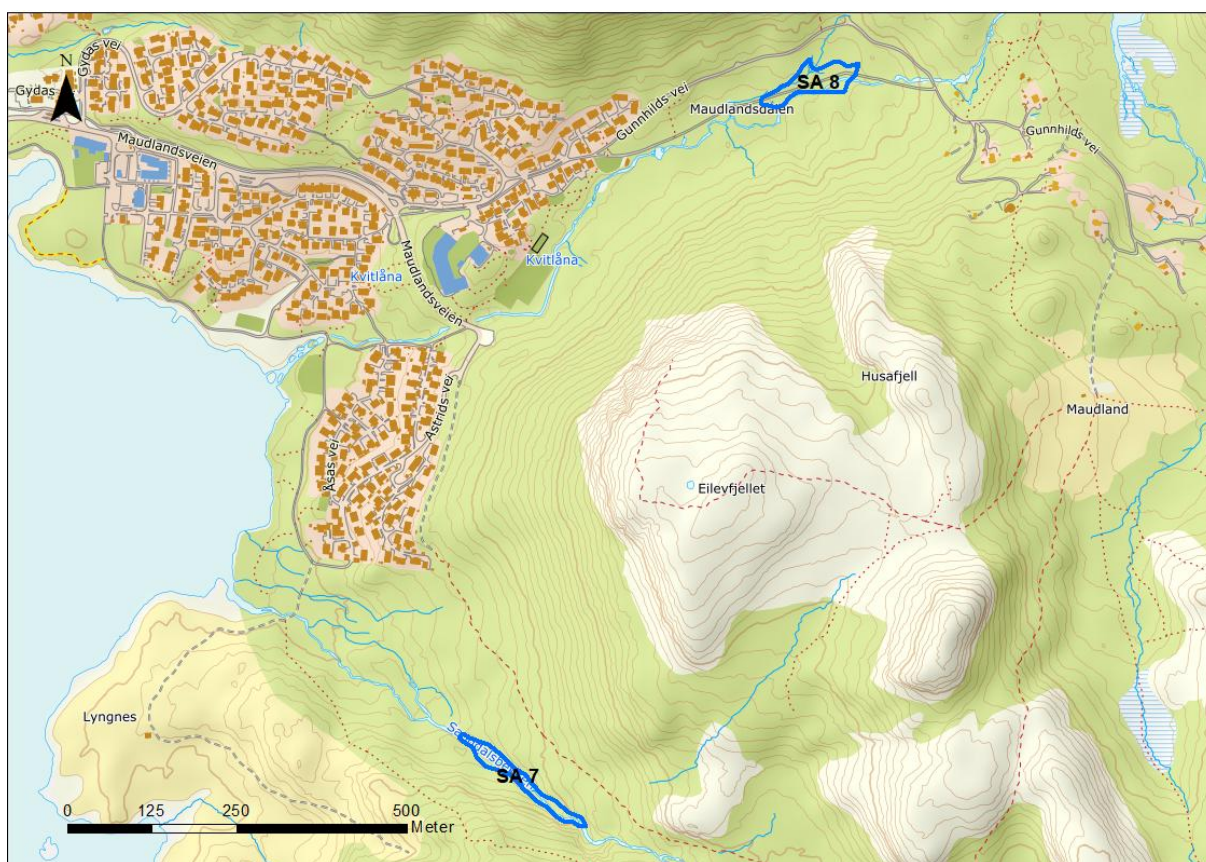 Gydas vei
N
Gydas
Maudlandsveien
Gunnhilds vei
SA 8
Maudlandsdalen
Gunnhilds vei
Kvitlåna
Kvitlåna
Maudlandsveien
Husafjell
Maudland
Astrids vei
Åsas vei
Eilevfjellet
Lyngnes
SA 7
0 125 250 500
Meter